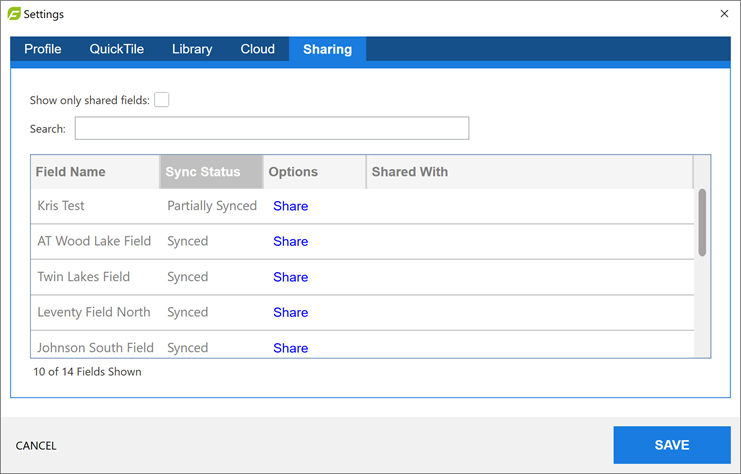 Settings
Profile QuickTile Library Cloud Sharing
Show only shared fields:
Search:
Field Name Sync Status Options Shared With
Kris Test Partially Synced Share
AT Wood Lake Field Synced Share
Twin Lakes Field Synced Share
Leventy Field North Synced Share
Johnson South Field Synced Share
10 of 14 Fields Shown
CANCEL SAVE